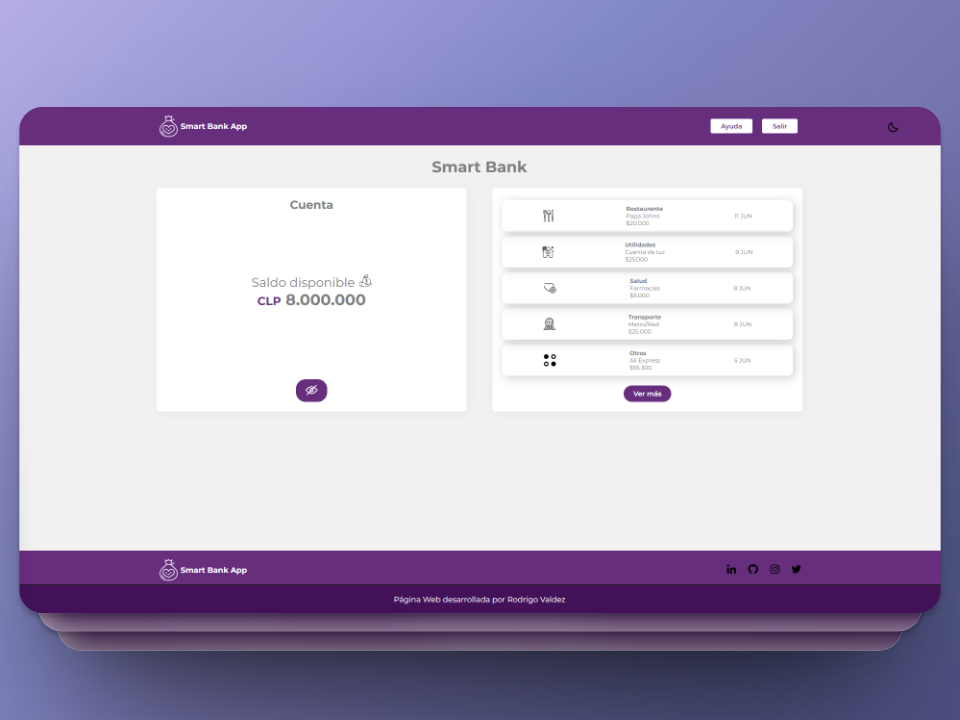 Smart Bank App
Ayuda
Salir
Smart Bank
Cuenta
Saldo disponible
CLP 8.000.000
Restaurante
Papa Johns
$20.000
11 JUN
Utilidades
Cuenta de luz
$25.000
9 JUN
Salud
Farmacias
$5.000
8 JUN
Transporte
Metro/Red
$25.000
8 JUN
Otros
Ali Express
$55.300
5 JUN
Ver más
Smart Bank App
Página Web desarrollada por Rodrigo Valdez